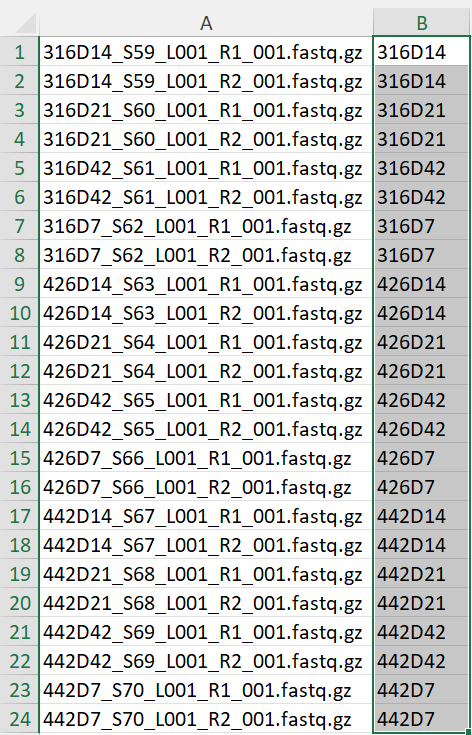 A B
1 316D14_S59_L001_R1_001.fastq.gz 316D14
2 316D14_S59_L001_R2_001.fastq.gz 316D14
3 316D21_S60_L001_R1_001.fastq.gz 316D21
4 316D21_S60_L001_R2_001.fastq.gz 316D21
5 316D42_S61_L001_R1_001.fastq.gz 316D42
6 316D42_S61_L001_R2_001.fastq.gz 316D42
7 316D7_S62_L001_R1_001.fastq.gz 316D7
8 316D7_S62_L001_R2_001.fastq.gz 316D7
9 426D14_S63_L001_R1_001.fastq.gz 426D14
10 426D14_S63_L001_R2_001.fastq.gz 426D14
11 426D21_S64_L001_R1_001.fastq.gz 426D21
12 426D21_S64_L001_R2_001.fastq.gz 426D21
13 426D42_S65_L001_R1_001.fastq.gz 426D42
14 426D42_S65_L001_R2_001.fastq.gz 426D42
15 426D7_S66_L001_R1_001.fastq.gz 426D7
16 426D7_S66_L001_R2_001.fastq.gz 426D7
17 442D14_S67_L001_R1_001.fastq.gz 442D14
18 442D14_S67_L001_R2_001.fastq.gz 442D14
19 442D21_S68_L001_R1_001.fastq.gz 442D21
20 442D21_S68_L001_R2_001.fastq.gz 442D21
21 442D42_S69_L001_R1_001.fastq.gz 442D42
22 442D42_S69_L001_R2_001.fastq.gz 442D42
23 442D7_S70_L001_R1_001.fastq.gz 442D7
24 442D7_S70_L001_R2_001.fastq.gz 442D7